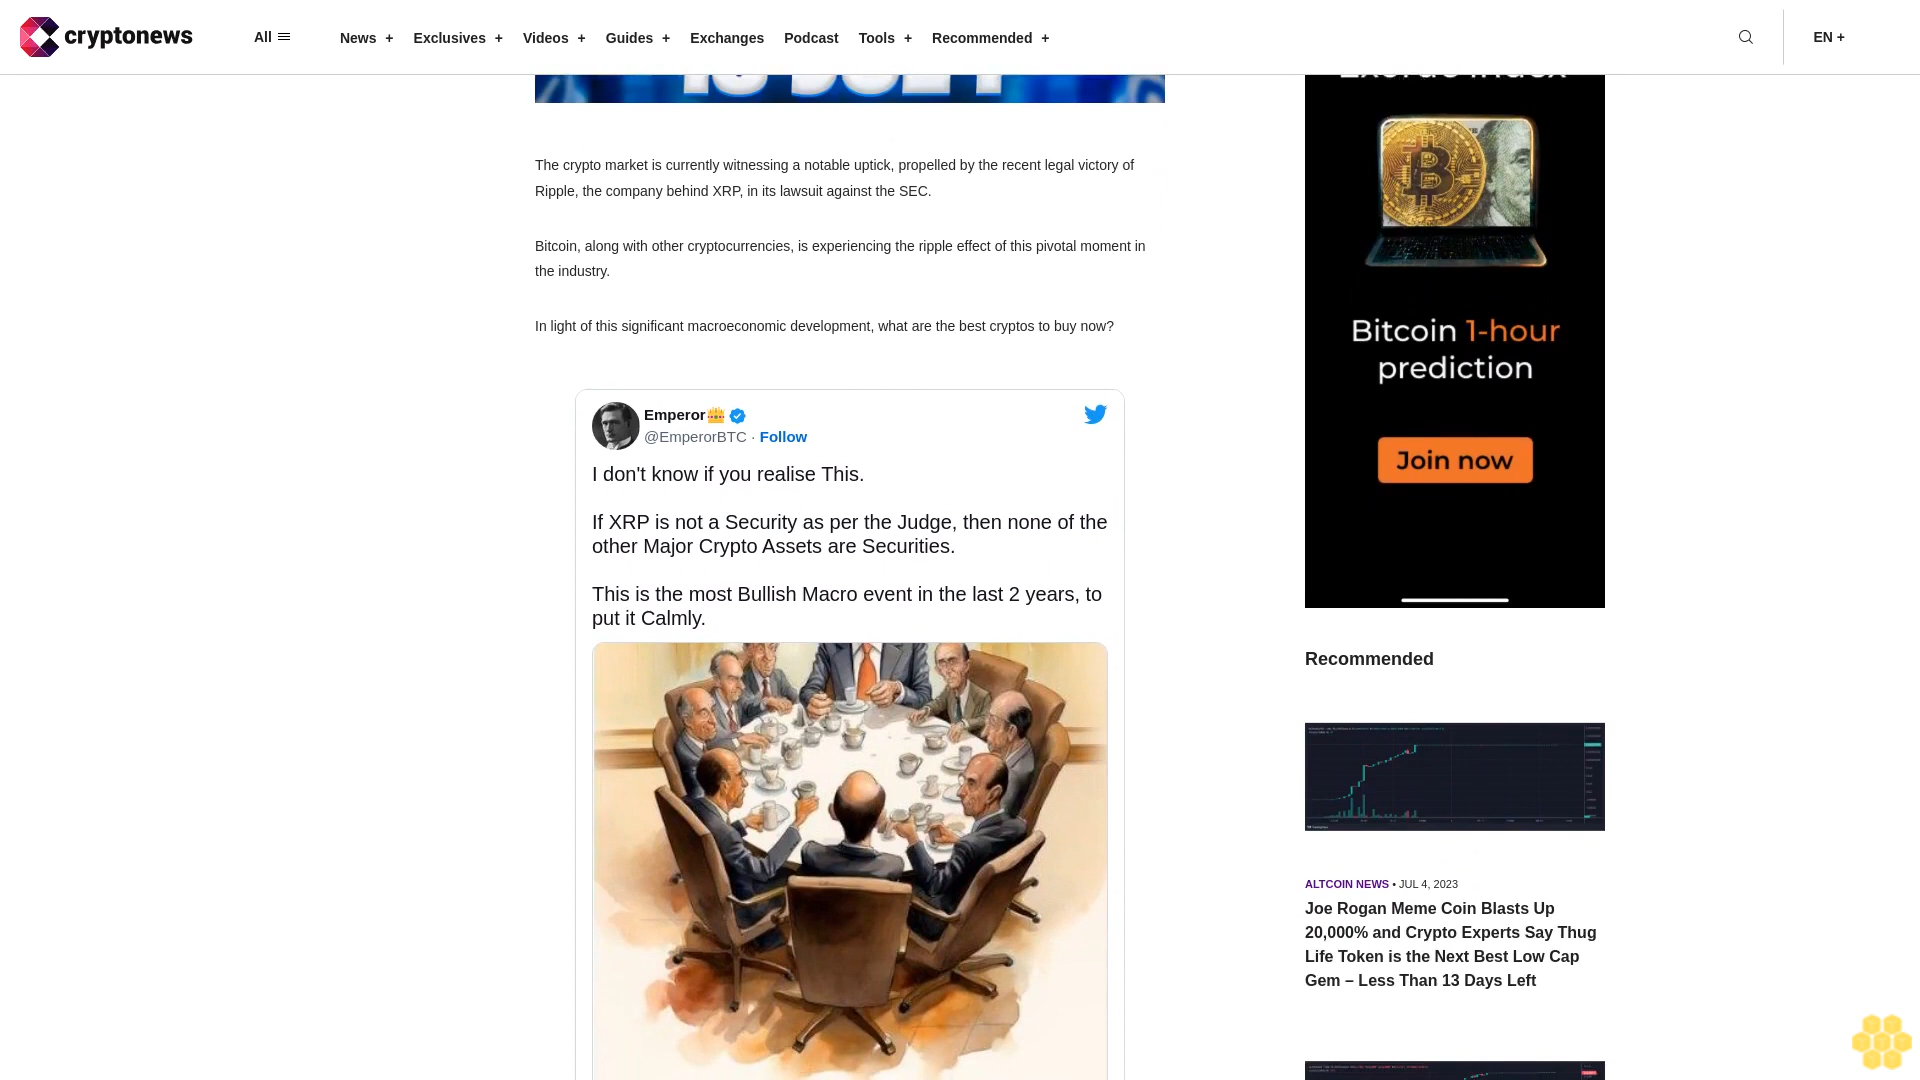 cryptonews
All
News +
Exclusives +
Videos +
Guides +
Exchanges
Podcast
Tools +
Recommended +
EN +
The crypto market is currently witnessing a notable uptick, propelled by the recent legal victory of
Ripple, the company behind XRP, in its lawsuit against the SEC.
Bitcoin, along with other cryptocurrencies, is experiencing the ripple effect of this pivotal moment in
the industry.
In light of this significant macroeconomic development, what are the best cryptos to buy now?
Emperor
@EmperorBTC · Follow
I don't know if you realise This.
If XRP is not a Security as per the Judge, then none of the
other Major Crypto Assets are Securities.
This is the most Bullish Macro event in the last 2 years, to
put it Calmly.
Bitcoin 1-hour
prediction
Join now
Recommended
ALTCOIN NEWS • JUL 4, 2023
Joe Rogan Meme Coin Blasts Up
20,000% and Crypto Experts Say Thug
Life Token is the Next Best Low Cap
Gem – Less Than 13 Days Left